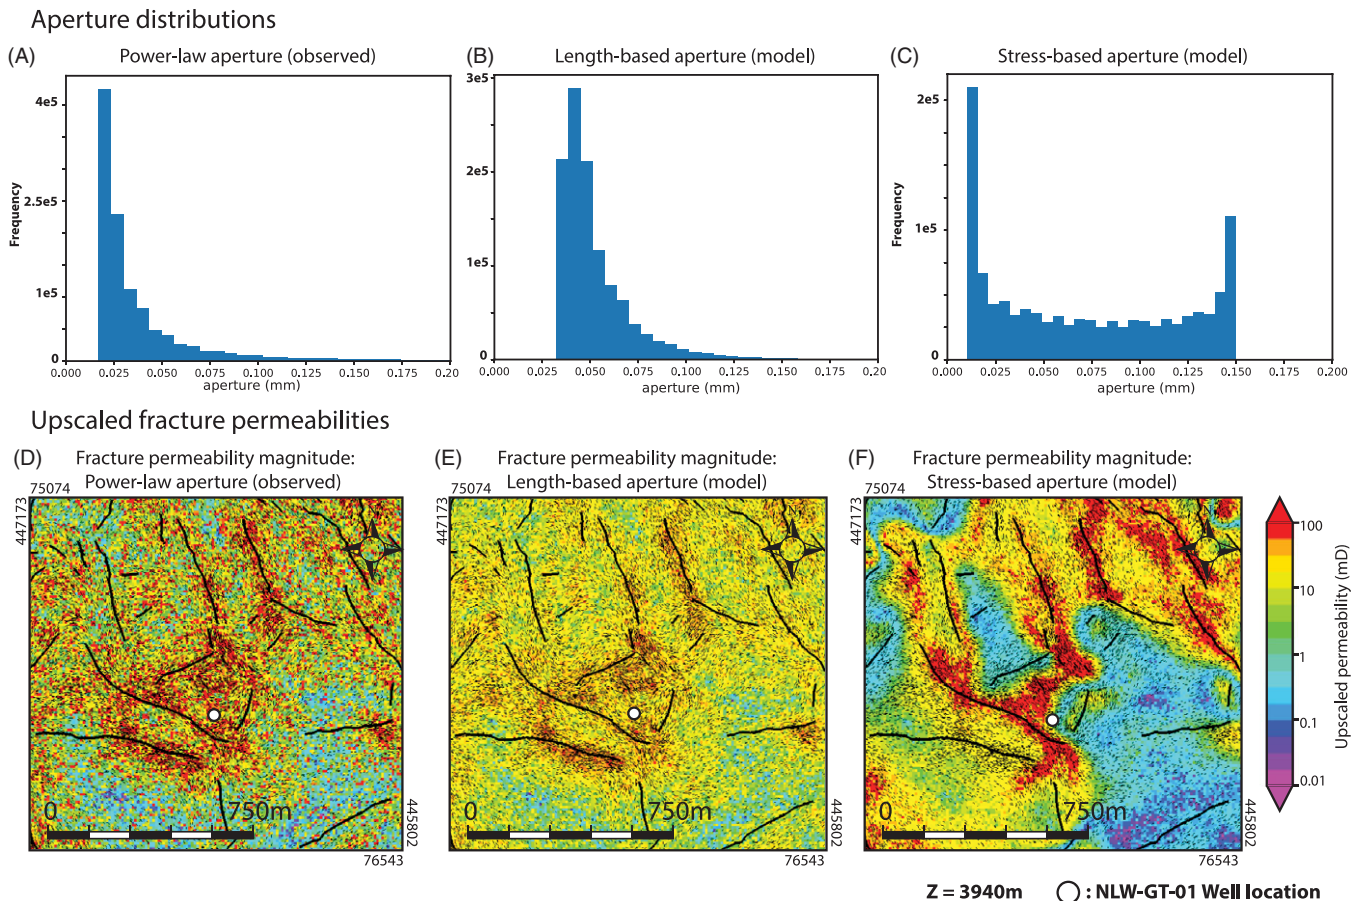 Aperture distributions
(A) Power-law aperture (observed)
(B) Length-based aperture (model)
(C) Stress-based aperture (model)
4e5
2.5e5
1e5
0
Frequency
0.000 0.025 0.050 0.075 0.100 0.125 0.150 0.175 0.20
aperture (mm)
3e5
2e5
1e5
0
0.000 0.025 0.050 0.075 0.100 0.125 0.150 0.175 0.20
aperture (mm)
2e5
1e5
0
Frequency
0.000 0.025 0.050 0.075 0.100 0.125 0.150 0.175 0.200
aperture (mm)
Upscaled fracture permeabilities
(D) Fracture permeability magnitude:
Power-law aperture (observed)
75074
447173
0 750m
445802
76543
(E) Fracture permeability magnitude:
Length-based aperture (model)
75074
447173
0 750m
445802
76543
(F) Fracture permeability magnitude:
Stress-based aperture (model)
75074
447173
0 750m
445802
76543
100
10
1
0.1
0.01
Upscaled permeability (mD)
Z = 3940m : NLW-GT-01 Well location